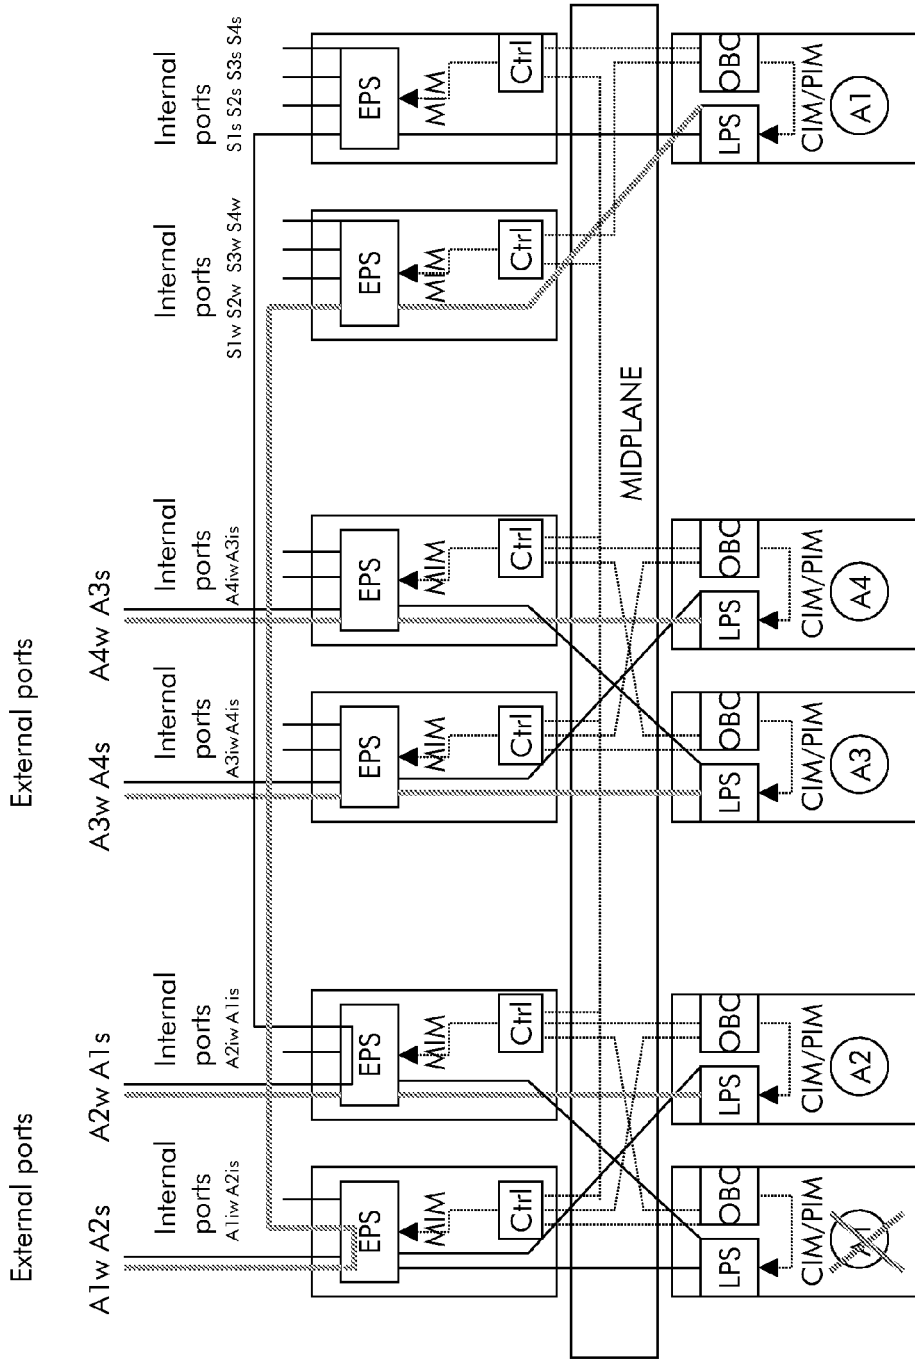 External ports
External ports
A1w A2s
A2w A1s
A3w A4s
A4w A3s
Internal
ports
A1iw A2is
Internal
ports
A2iw A1is
Internal
ports
A3iwA4is
Internal
ports
A4iwA3is
Internal
ports
S1w S2w S3w S4w
Internal
ports
S1s S2s S3s S4s
EPS
EPS
EPS
EPS
EPS
EPS
MIM
MIM
MIM
MIM
MIM
MIM
Ctrl
Ctrl
Ctrl
Ctrl
Ctrl
Ctrl
MIDPLANE
LPS
OBC
LPS
OBC
LPS
OBC
LPS
OBC
LPS
OBC
CIM/PIM
CIM/PIM
CIM/PIM
CIM/PIM
CIM/PIM
A1
A2
A3
A4
A1